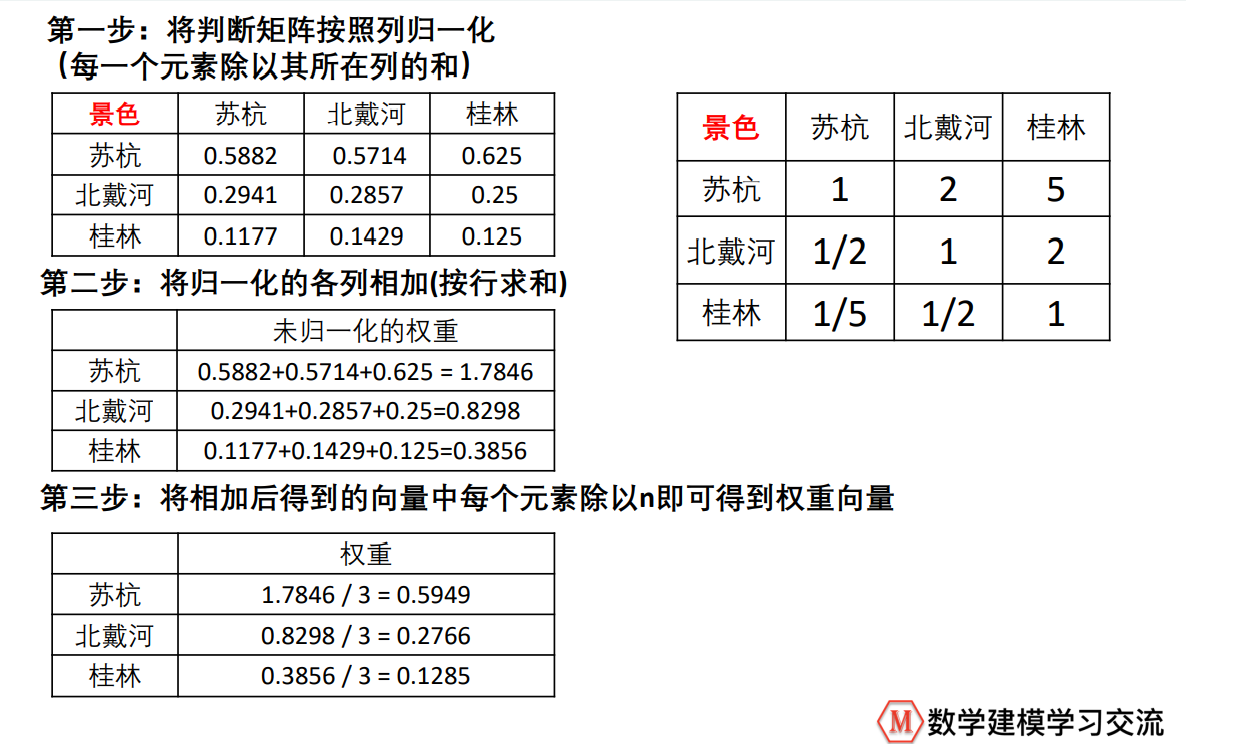 第一步：将判断矩阵按照列归一化
（每一个元素除以其所在列的和）
景色 苏杭 北戴河 桂林
苏杭 0.5882 0.5714 0.625
北戴河 0.2941 0.2857 0.25
桂林 0.1177 0.1429 0.125
景色 苏杭 北戴河 桂林
苏杭 1 2 5
北戴河 1/2 1 2
桂林 1/5 1/2 1
第二步：将归一化的各列相加(按行求和)
未归一化的权重
苏杭 0.5882+0.5714+0.625 = 1.7846
北戴河 0.2941+0.2857+0.25=0.8298
桂林 0.1177+0.1429+0.125=0.3856
第三步：将相加后得到的向量中每个元素除以n即可得到权重向量
权重
苏杭 1.7846 / 3 = 0.5949
北戴河 0.8298 / 3 = 0.2766
桂林 0.3856 / 3 = 0.1285
M 数学建模学习交流